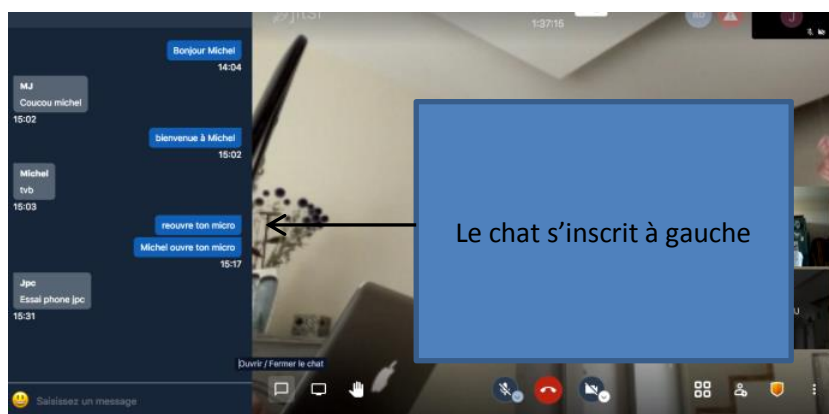 jitsi
1:37:15
J
Bonjour Michel
14:04
MJ
Coucou michel
15:02
bienvenue à Michel
15:02
Michel
tvb
15:03
reouvre ton micro
Michel ouvre ton micro
15:17
Jpc
Essai phone jpc
15:31
Le chat s’inscrit à gauche
U
Ouvrir / Fermer le chat
Saisissez un message